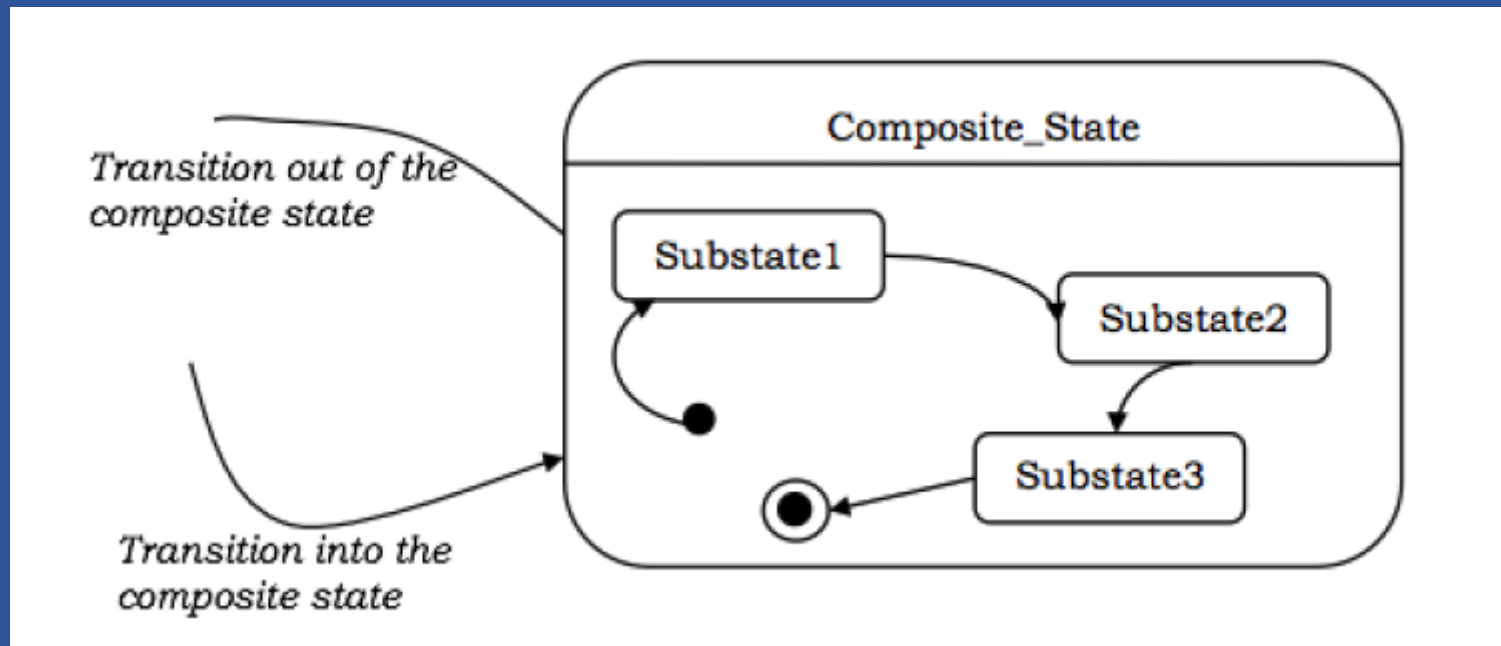 Composite_State
Transition out of the
composite state
Substate1
Substate2
Substate3
Transition into the
composite state